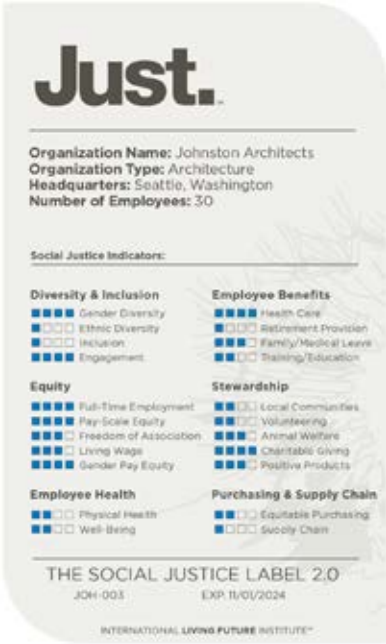 Just.
Organization Name: Johnston Architects
Organization Type: Architecture
Headquarters: Seattle, Washington
Number of Employees: 30
Social Justice Indicators:
Diversity & Inclusion
Gender Diversity
Ethnic Diversity
Inclusion
Engagement
Equity
Full-Time Employment
Pay-Scale Equity
Freedom of Association
Living Wage
Gender Pay Equity
Employee Health
Physical Health
Well-Being
Employee Benefits
Health Care
Retirement Provision
Family/Medical Leave
Training/Education
Stewardship
Local Communities
Volunteering
Animal Welfare
Charitable Giving
Positive Products
Purchasing & Supply Chain
Equitable Purchasing
Supply Chain
THE SOCIAL JUSTICE LABEL 2.0
JOH-003 EXP. 11/01/2024
INTERNATIONAL LIVING FUTURE INSTITUTE™